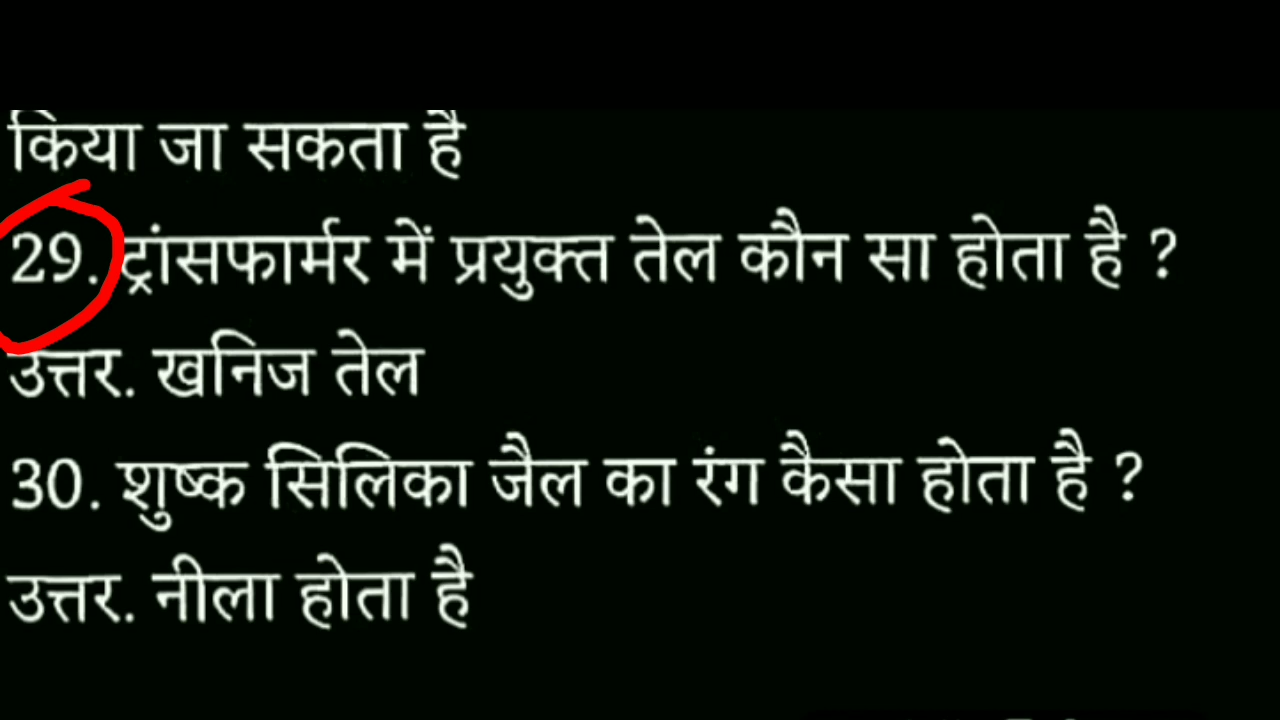 किया जा सकता है
29. ट्रांसफार्मर में प्रयुक्त तेल कौन सा होता है ?
उत्तर. खनिज तेल
30. शुष्क सिलिका जैल का रंग कैसा होता है ?
उत्तर. नीला होता है